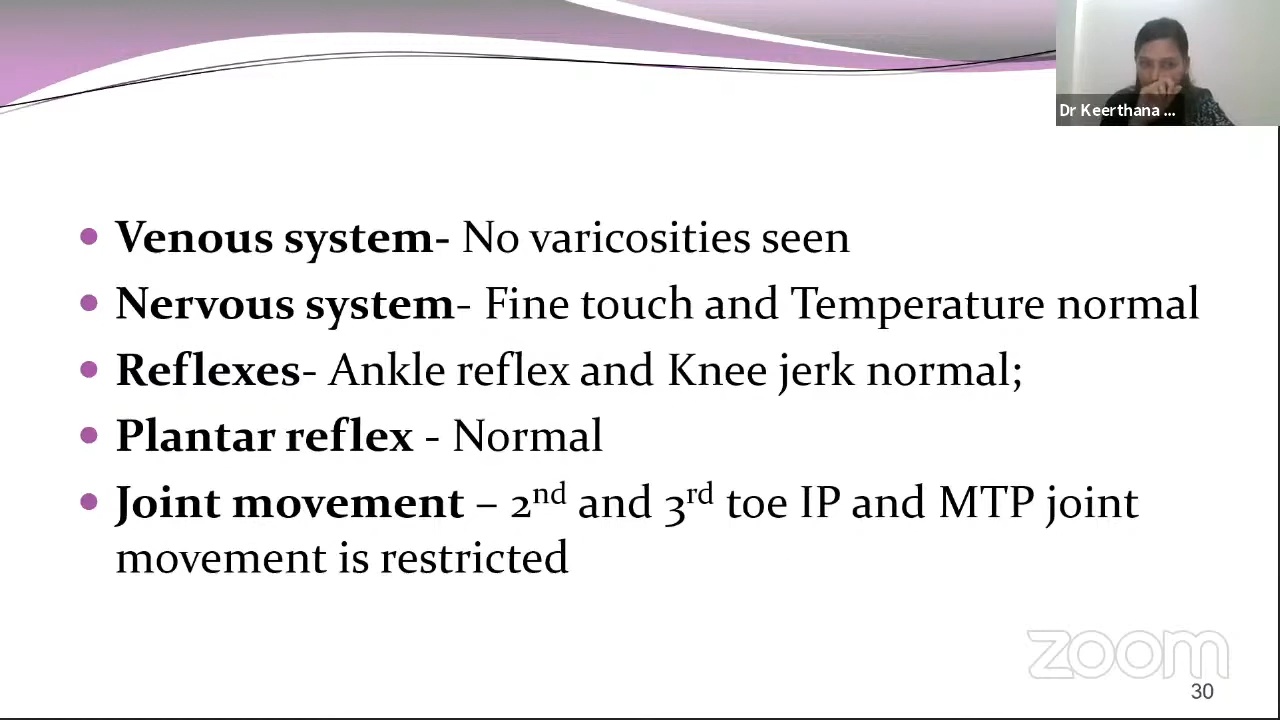 Dr Keerthana ...
• Venous system- No varicosities seen
• Nervous system- Fine touch and Temperature normal
• Reflexes- Ankle reflex and Knee jerk normal;
• Plantar reflex - Normal
• Joint movement – 2nd and 3rd toe IP and MTP joint
movement is restricted
zoom
30